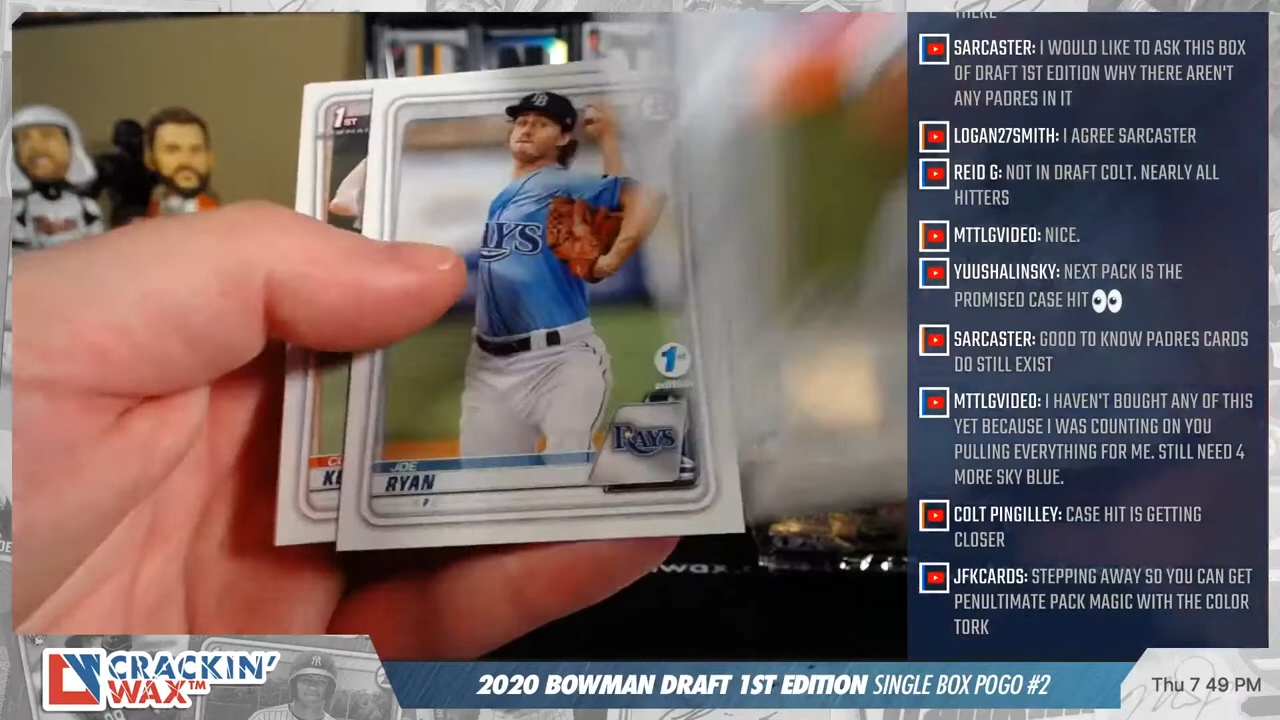 THERE
SARCASTER: I WOULD LIKE TO ASK THIS BOX
OF DRAFT 1ST EDITION WHY THERE AREN'T
ANY PADRES IN IT
LOGAN27SMITH: I AGREE SARCASTER
REID G: NOT IN DRAFT COLT. NEARLY ALL
HITTERS
MTTLGVIDEO: NICE.
YUUSHALINSKY: NEXT PACK IS THE
PROMISED CASE HIT 👀
SARCASTER: GOOD TO KNOW PADRES CARDS
DO STILL EXIST
MTTLGVIDEO: I HAVEN'T BOUGHT ANY OF THIS
YET BECAUSE I WAS COUNTING ON YOU
PULLING EVERYTHING FOR ME. STILL NEED 4
MORE SKY BLUE.
COLT PINGILLEY: CASE HIT IS GETTING
CLOSER
JFKCARDS: STEPPING AWAY SO YOU CAN GET
PENULTIMATE PACK MAGIC WITH THE COLOR
TORK
1ST
RAYS
1st
edition
RAYS
JOE
RYAN
P
CRACKIN'
WAX™
2020 BOWMAN DRAFT 1ST EDITION SINGLE BOX POGO #2
Thu 7 49 PM